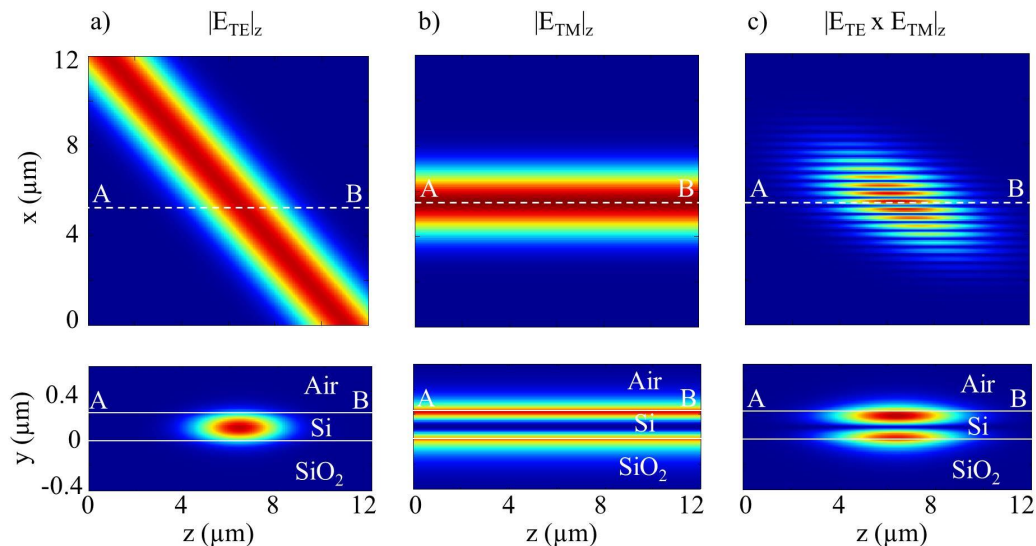 a) |E_TE|_z
b) |E_TM|_z
c) |E_TE x E_TM|_z
12
8
4
0
x (μm)
A B
A B
A B
Air
A B
Si
SiO₂
Air
A B
Si
SiO₂
Air
A B
Si
SiO₂
0.4
0
-0.4
y (μm)
0 4 8 12
z (μm)
0 4 8 12
z (μm)
0 4 8 12
z (μm)